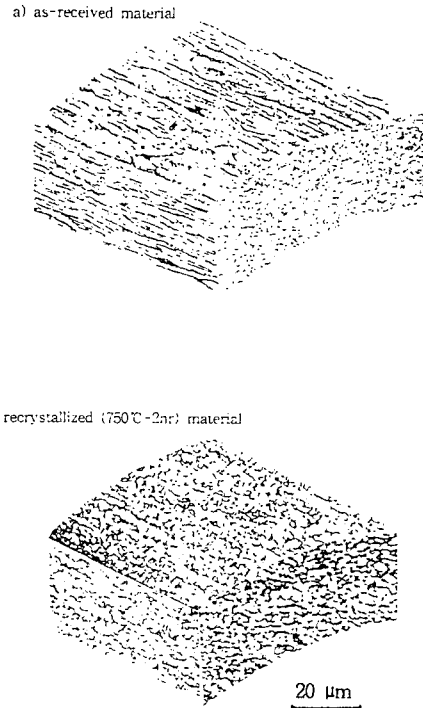 a) as-received material
recrystallized (750℃-2hr) material
20 μm